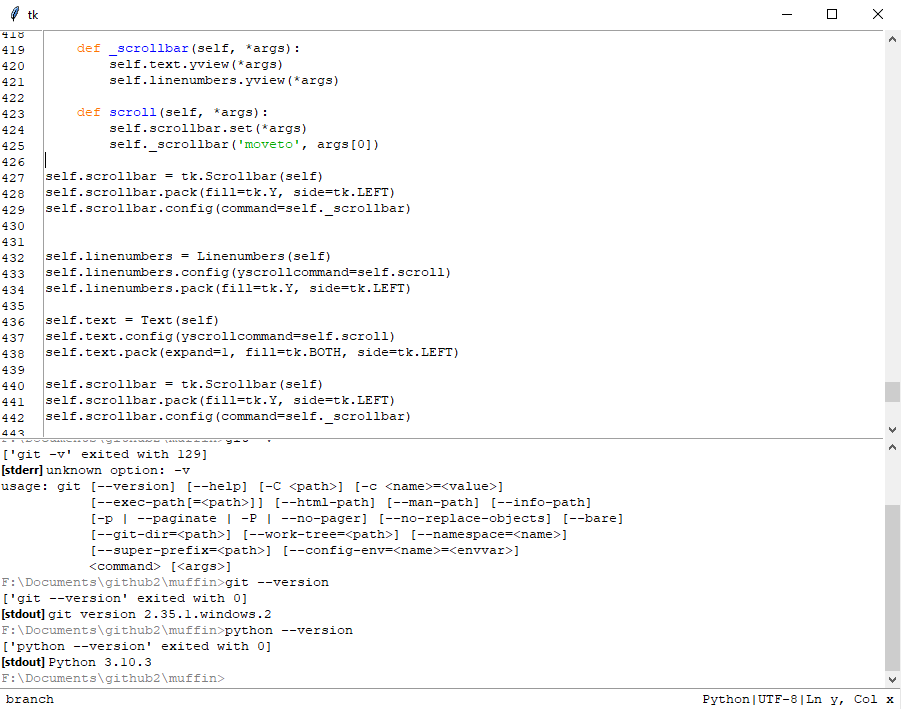 tk
418
419     def _scrollbar(self, *args):
420         self.text.yview(*args)
421         self.linenumbers.yview(*args)
422
423     def scroll(self, *args):
424         self.scrollbar.set(*args)
425         self._scrollbar('moveto', args[0])
426
427 self.scrollbar = tk.Scrollbar(self)
428 self.scrollbar.pack(fill=tk.Y, side=tk.LEFT)
429 self.scrollbar.config(command=self._scrollbar)
430
431
432 self.linenumbers = Linenumbers(self)
433 self.linenumbers.config(yscrollcommand=self.scroll)
434 self.linenumbers.pack(fill=tk.Y, side=tk.LEFT)
435
436 self.text = Text(self)
437 self.text.config(yscrollcommand=self.scroll)
438 self.text.pack(expand=1, fill=tk.BOTH, side=tk.LEFT)
439
440 self.scrollbar = tk.Scrollbar(self)
441 self.scrollbar.pack(fill=tk.Y, side=tk.LEFT)
442 self.scrollbar.config(command=self._scrollbar)
443
F:\Documents\github2\muffin>git -v
['git -v' exited with 129]
[stderr] unknown option: -v
usage: git [--version] [--help] [-C <path>] [-c <name>=<value>]
           [--exec-path[=<path>]] [--html-path] [--man-path] [--info-path]
           [-p | --paginate | -P | --no-pager] [--no-replace-objects] [--bare]
           [--git-dir=<path>] [--work-tree=<path>] [--namespace=<name>]
           [--super-prefix=<path>] [--config-env=<name>=<envvar>]
           <command> [<args>]
F:\Documents\github2\muffin>git --version
['git --version' exited with 0]
[stdout] git version 2.35.1.windows.2
F:\Documents\github2\muffin>python --version
['python --version' exited with 0]
[stdout] Python 3.10.3
F:\Documents\github2\muffin>
branch Python|UTF-8|Ln y, Col x